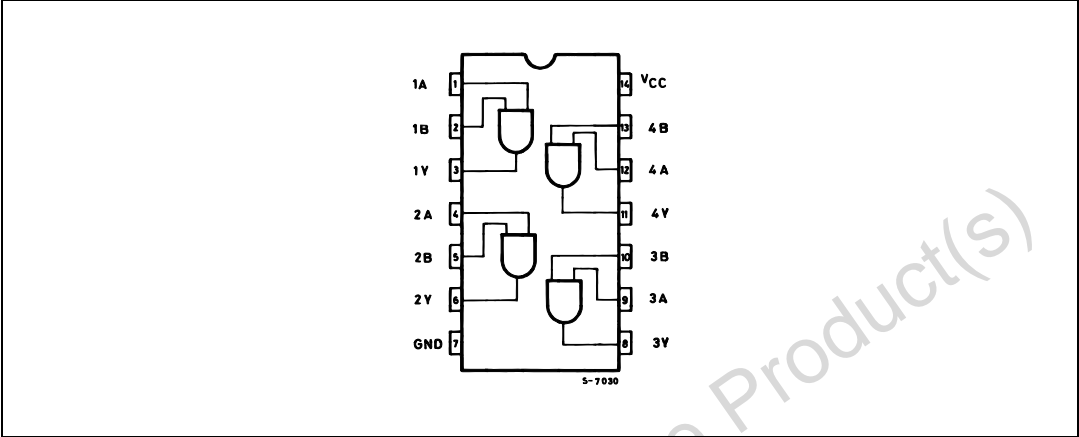 1A 1 14 VCC
1B 2 13 4B
1Y 3 12 4A
2A 4 11 4Y
2B 5 10 3B
2Y 6 9 3A
GND 7 8 3Y
S-7030
Product(s)